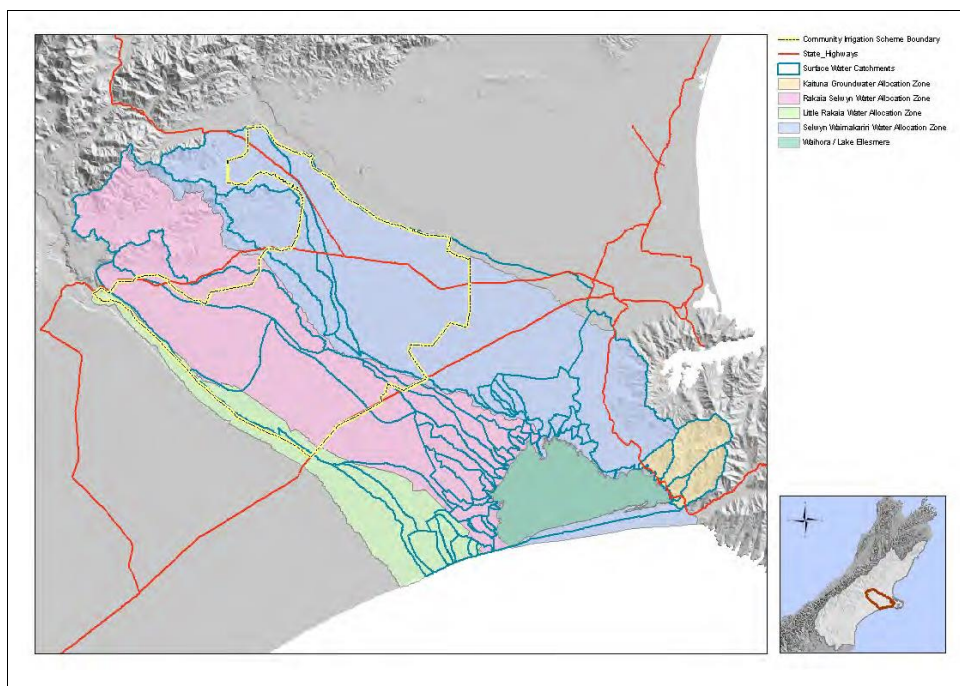 Community Irrigation Scheme Boundary
State_Highways
Surface Water Catchments
Kaituna Groundwater Allocation Zone
Rakaia Selwyn Water Allocation Zone
Little Rakaia Water Allocation Zone
Selwyn Waimakariri Water Allocation Zone
Waihora / Lake Ellesmere